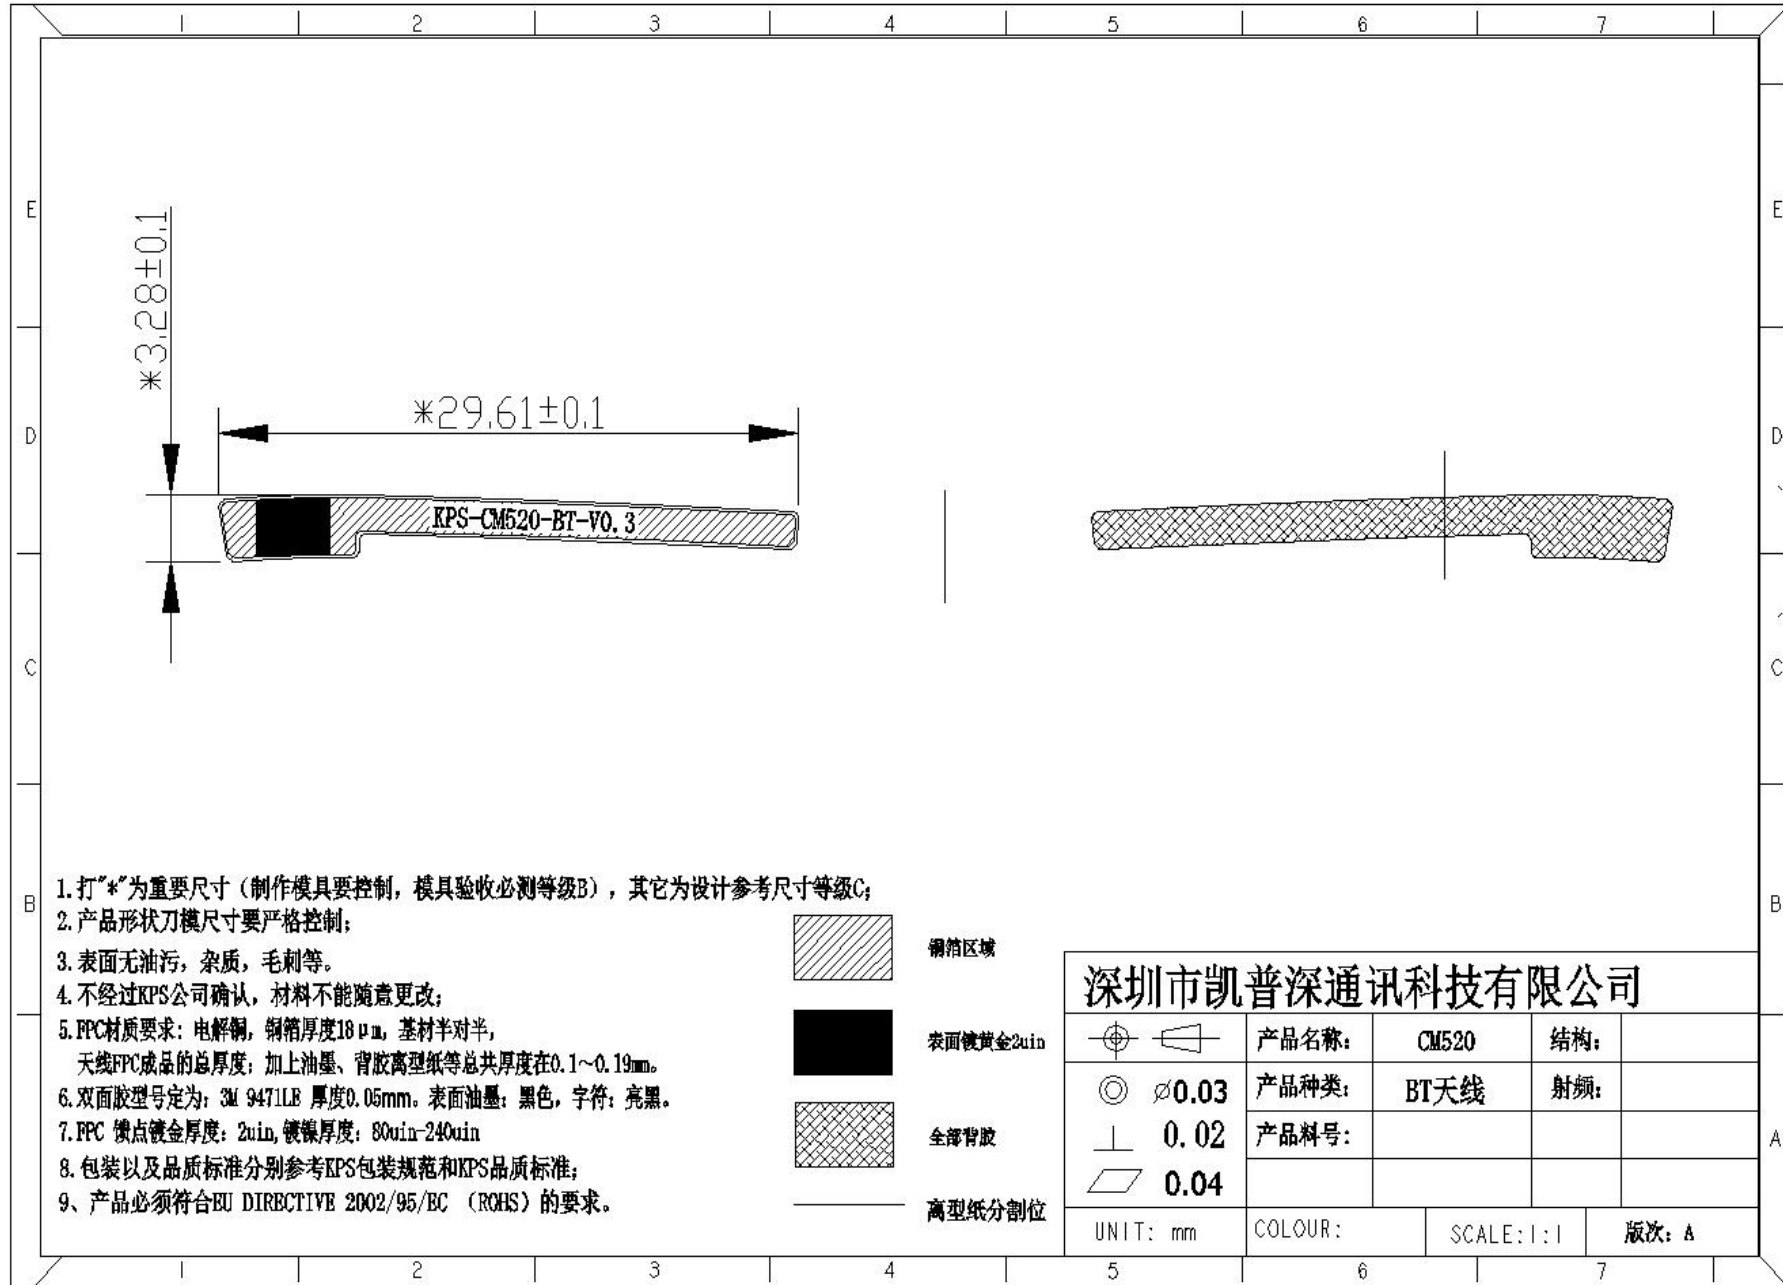 1 2 3 4 5 6 7
E E
*3.28±0.1
*29.61±0.1
D D
KPS-CM520-BT-V0.3
C C
1.打"*"为重要尺寸（制作模具要控制，模具验收必测等级B），其它为设计参考尺寸等级C;
B B
2.产品形状刀模尺寸要严格控制;
3.表面无油污，杂质，毛刺等。
4.不经过KPS公司确认，材料不能随意更改;
5.FPC材质要求：电解铜，铜箔厚度18μm，基材半对半，
天线FPC成品的总厚度：加上油墨、背胶离型纸等总共厚度在0.1~0.19mm。
6.双面胶型号定为：3M 9471LE 厚度0.05mm。表面油墨：黑色，字符：亮黑。
7.FPC 馈点镀金厚度：2uin,镀镍厚度：80uin-240uin
8.包装以及品质标准分别参考KPS包装规范和KPS品质标准;
9、产品必须符合EU DIRECTIVE 2002/95/EC （ROHS）的要求。
铜箔区域
表面镀黄金2uin
全部背胶
离型纸分割位
深圳市凯普深通讯科技有限公司
产品名称: CM520 结构:
⌀0.03 产品种类: BT天线 射频:
0.02 产品料号:
A A
0.04
UNIT: mm COLOUR: SCALE:1:1 版次: A
1 2 3 4 5 6 7